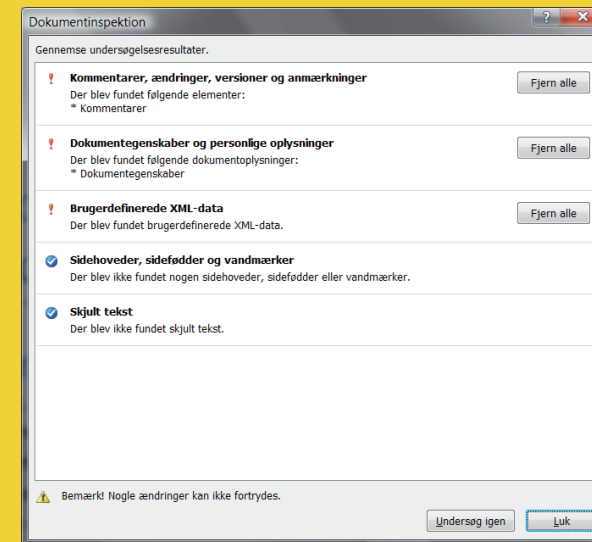 Dokumentinspektion
Gennemse undersøgelsesresultater.
Kommentarer, ændringer, versioner og anmærkninger
Fjern alle
Der blev fundet følgende elementer:
* Kommentarer
Dokumentegenskaber og personlige oplysninger
Fjern alle
Der blev fundet følgende dokumentoplysninger:
* Dokumentegenskaber
Brugerdefinerede XML-data
Fjern alle
Der blev fundet brugerdefinerede XML-data.
Sidehoveder, sidefødder og vandmærker
Der blev ikke fundet nogen sidehoveder, sidefødder eller vandmærker.
Skjult tekst
Der blev ikke fundet skjult tekst.
Bemærk! Nogle ændringer kan ikke fortrydes.
Undersøg igen
Luk